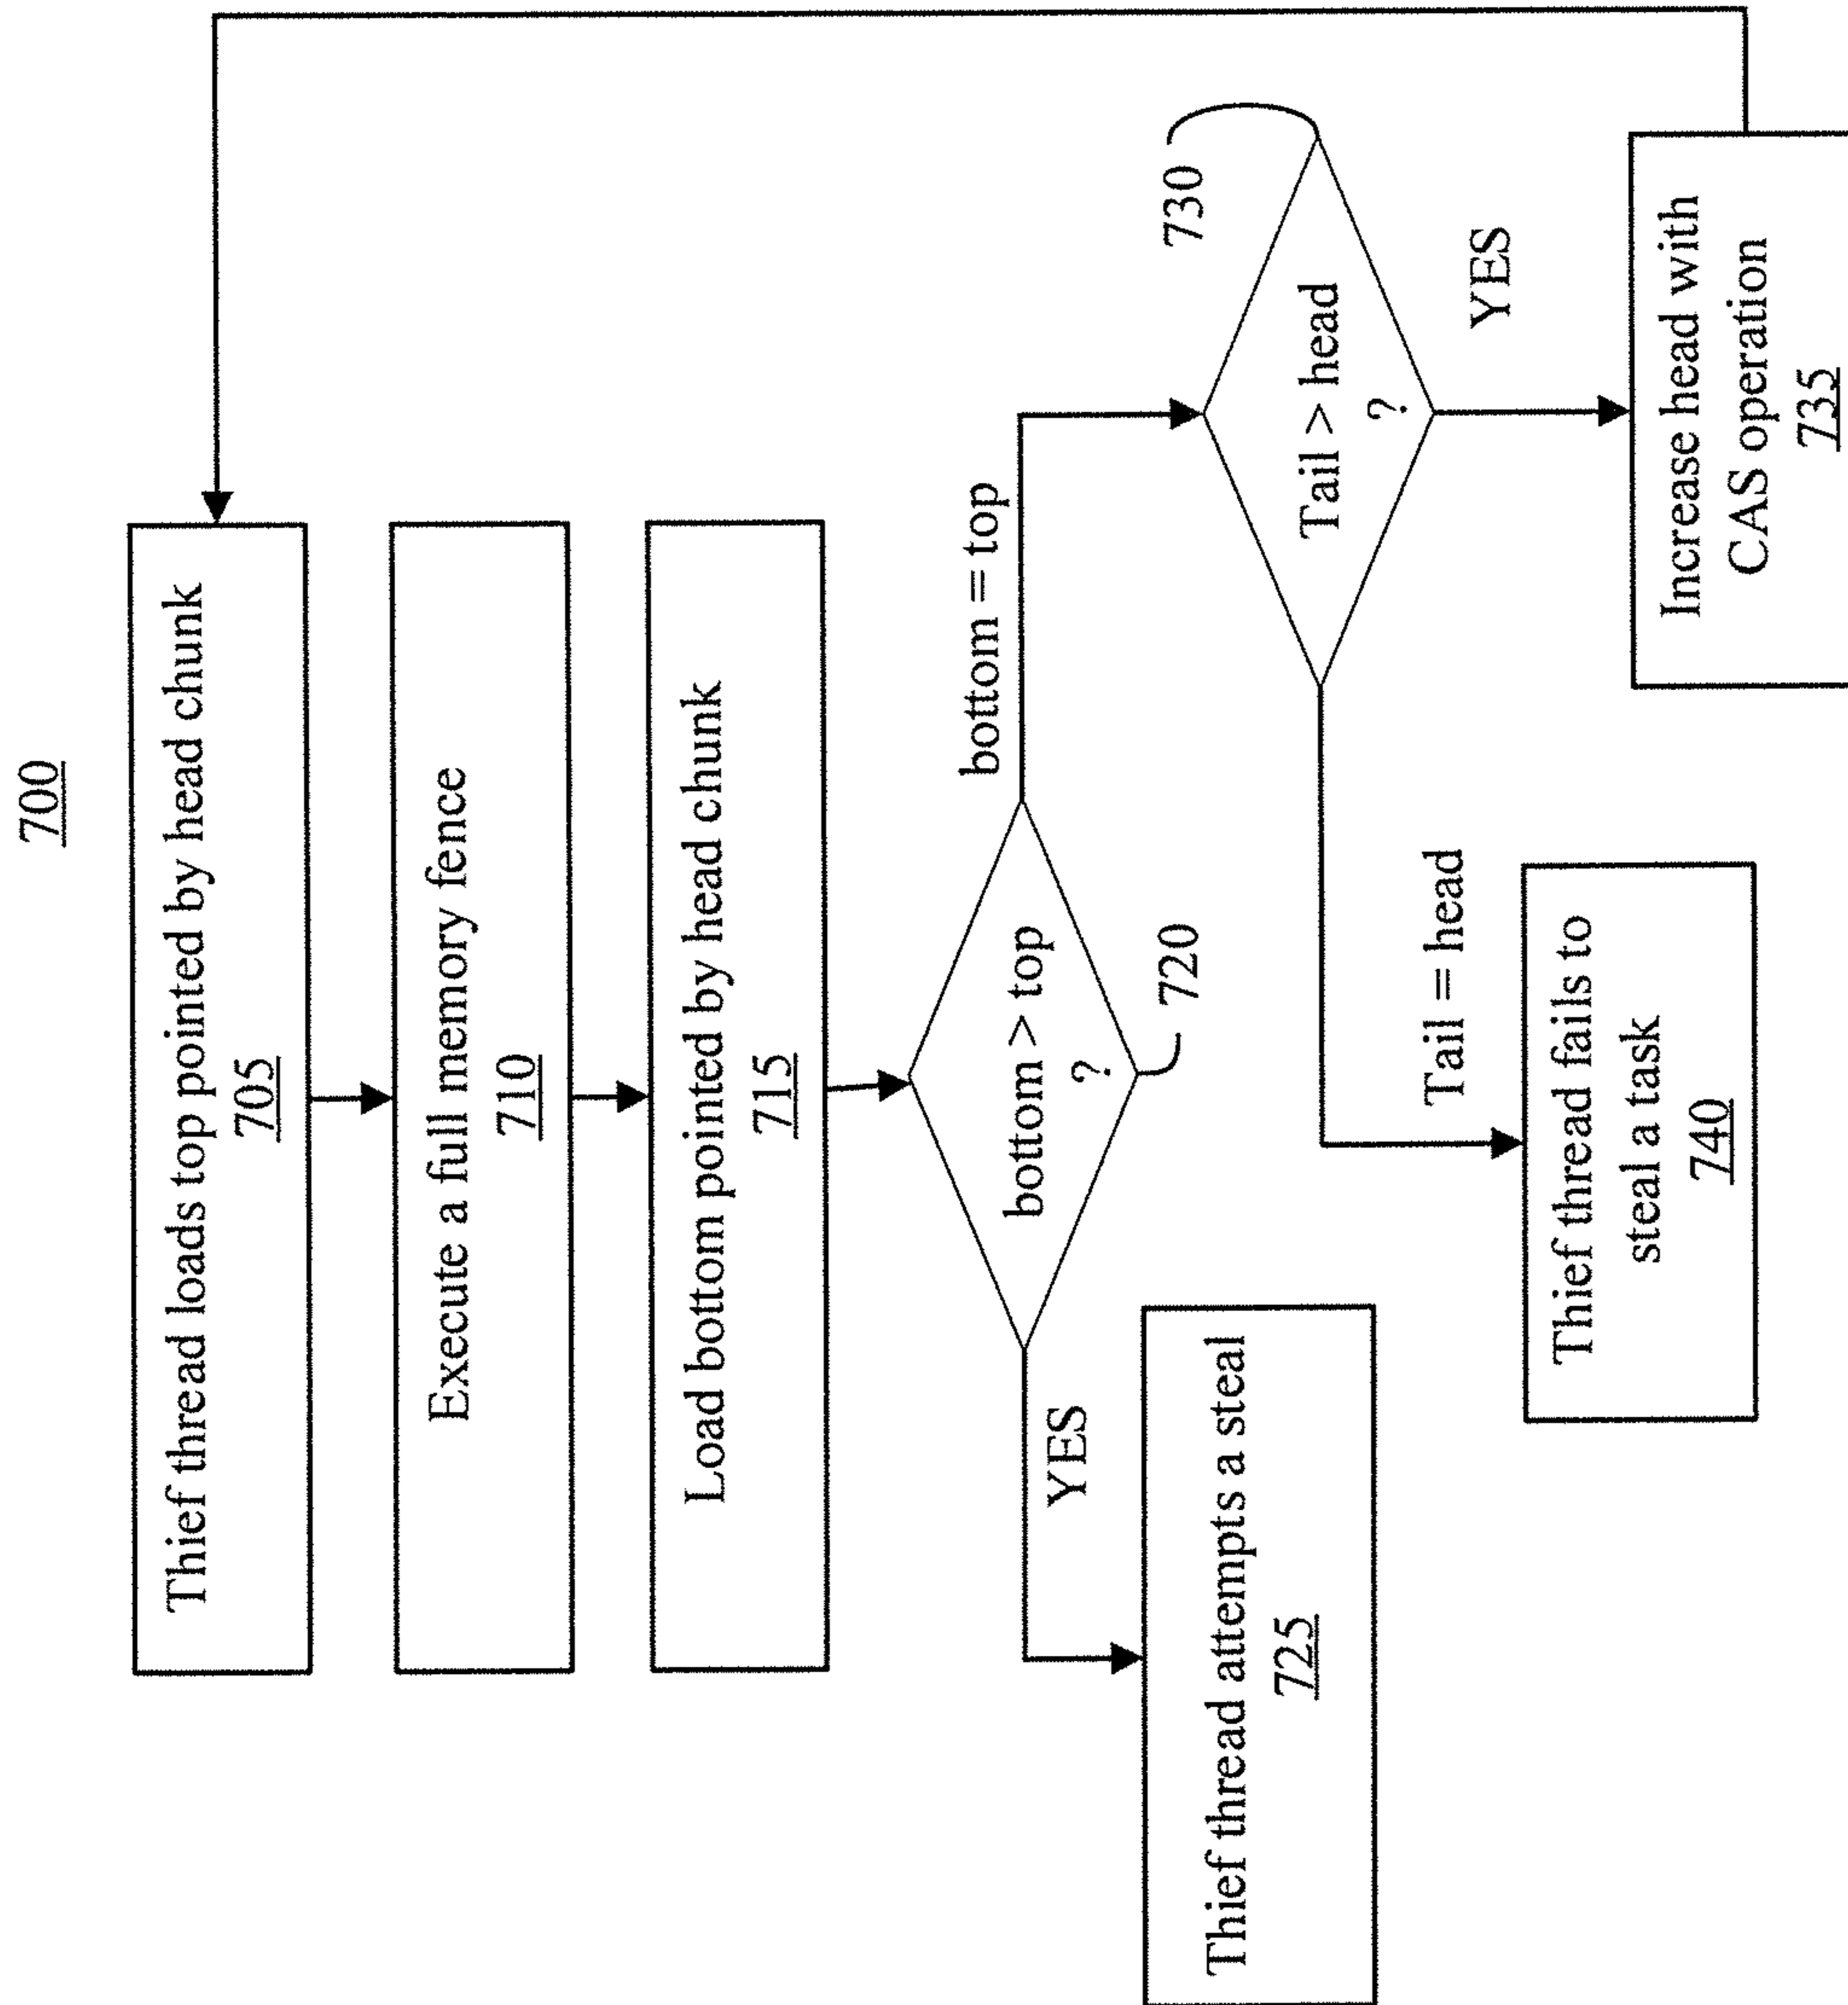 700
Thief thread loads top pointed by head chunk
705
Execute a full memory fence
710
Load bottom pointed by head chunk
715
bottom > top
?
720
YES
bottom = top
Thief thread attempts a steal
725
730
Tail > head
?
Tail = head
YES
Thief thread fails to
steal a task
740
Increase head with
CAS operation
735